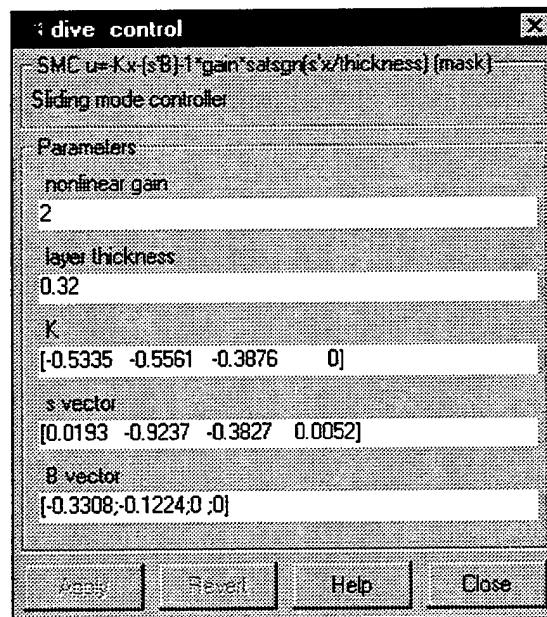 dive control
SMC u=-Kx-(s'B)-1*gain*satsgn(s'x/thickness) (mask)
Sliding mode controller
Parameters
nonlinear gain
2
layer thickness
0.32
K
[-0.5335 -0.5561 -0.3876 0]
s vector
[0.0193 -0.9237 -0.3827 0.0052]
B vector
[-0.3308;-0.1224;0 ;0]
Apply Revert Help Close